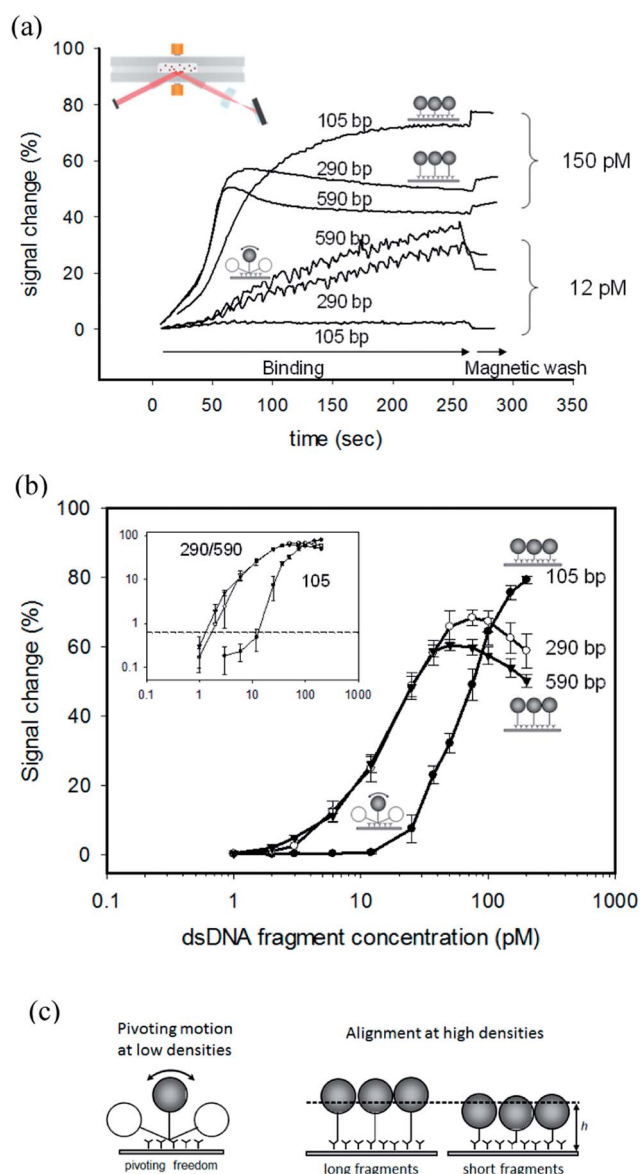 (a)
100
80
60
40
20
0
signal change (%)
105 bp
290 bp
590 bp
590 bp
290 bp
105 bp
150 pM
12 pM
Binding
Magnetic wash
0 50 100 150 200 250 300 350
time (sec)
(b)
100
80
60
40
20
0
Signal change (%)
100
10
1
0.1
290/590
105
0.1 1 10 100 1000
105 bp
290 bp
590 bp
0.1 1 10 100 1000
dsDNA fragment concentration (pM)
(c)
Pivoting motion
at low densities
Alignment at high densities
h
pivoting freedom
long fragments
short fragments